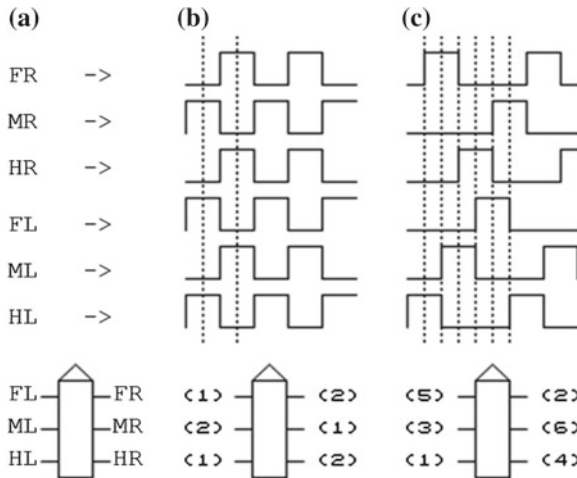 (a) (b) (c)
FR ->
MR ->
HR ->
FL ->
ML ->
HL ->
FL FR (1) (2) (5) (2)
ML MR (2) (1) (3) (6)
HL HR (1) (2) (1) (4)